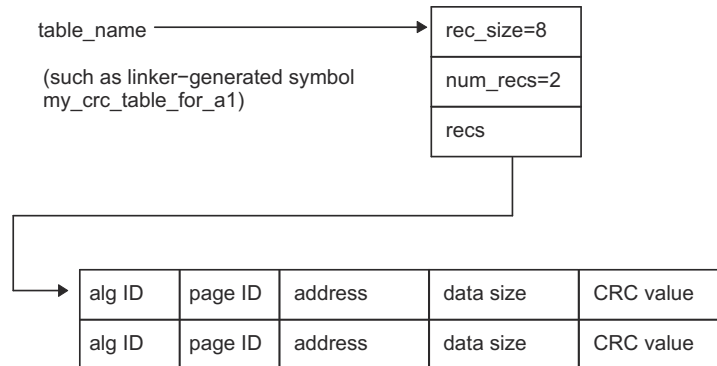 table_name
rec_size=8
(such as linker−generated symbol
my_crc_table_for_a1)
num_recs=2
recs
alg ID page ID address data size CRC value
alg ID page ID address data size CRC value